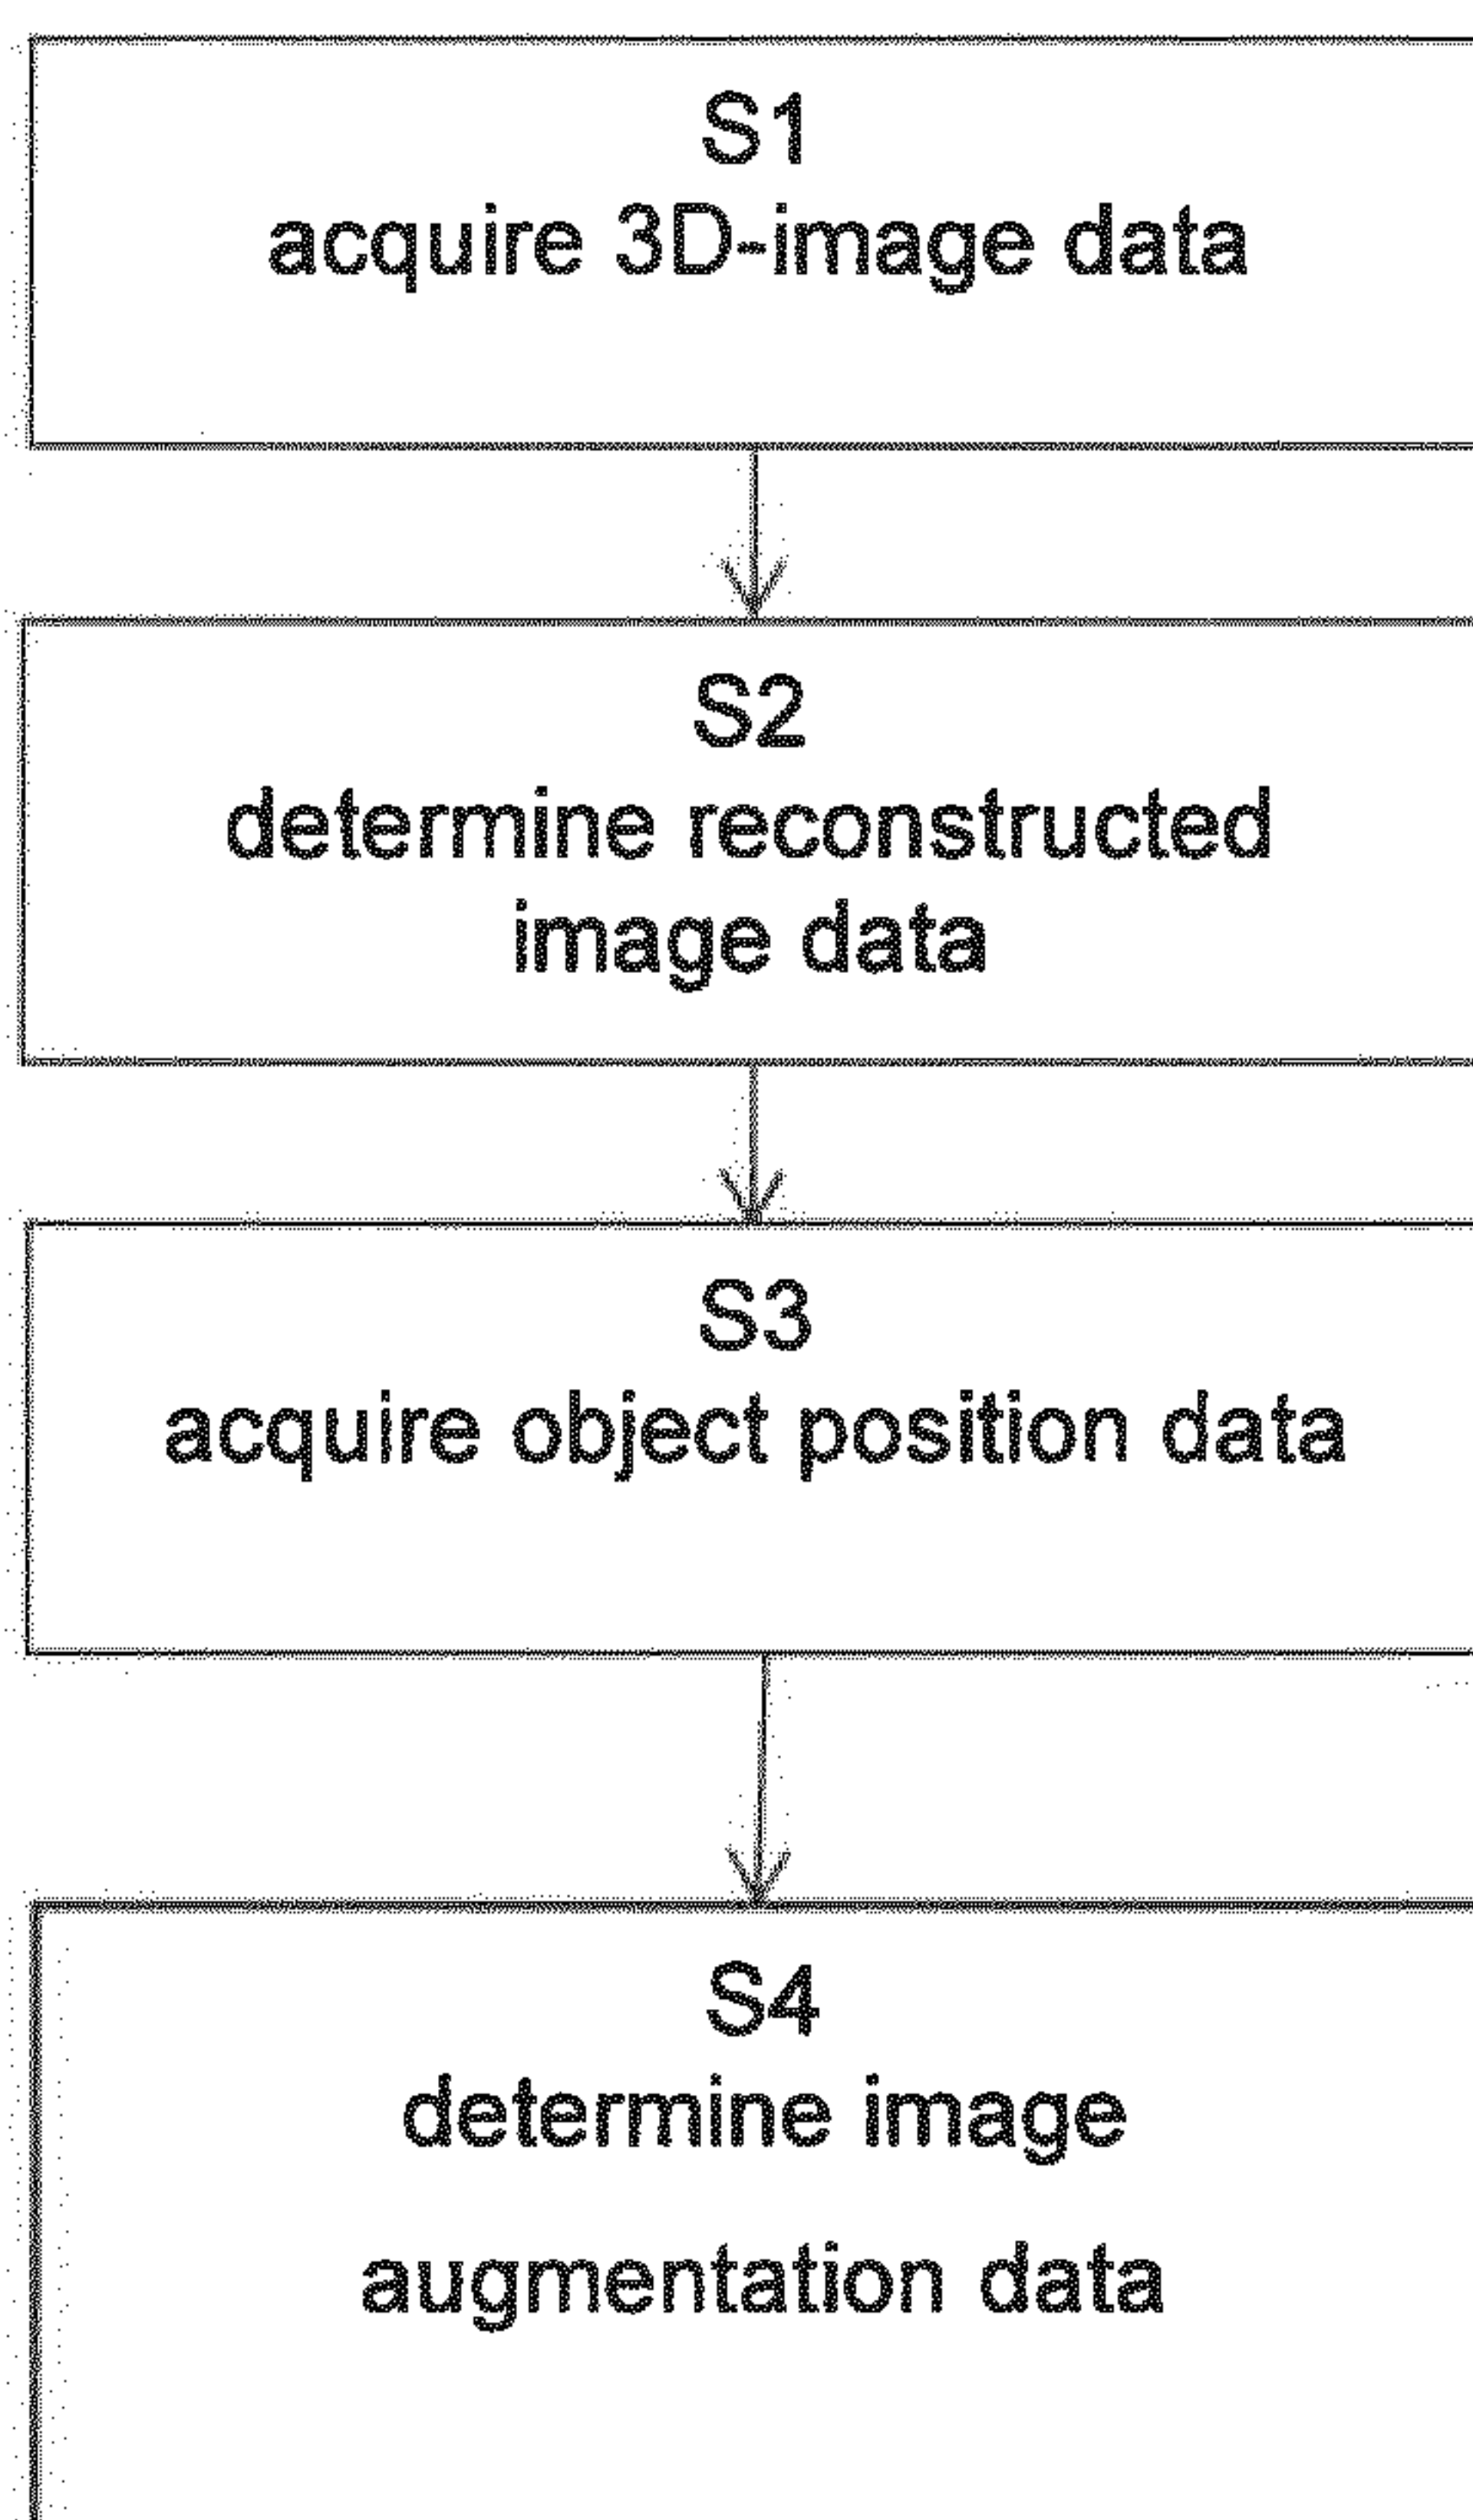 S1
acquire 3D-image data
S2
determine reconstructed
image data
S3
acquire object position data
S4
determine image
augmentation data